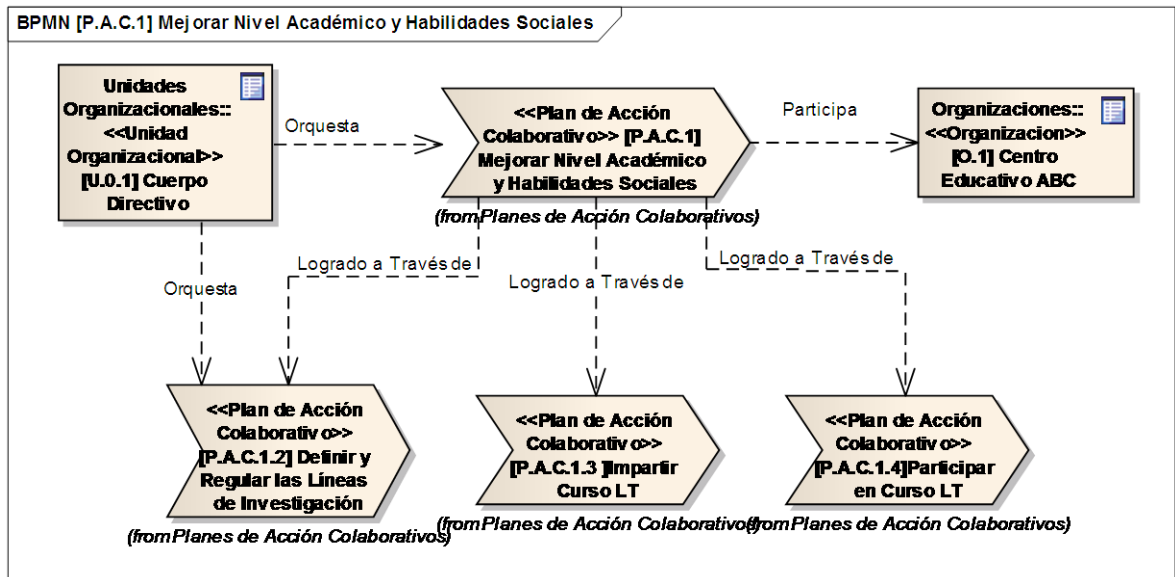 BPMN [P.A.C.1] Mejorar Nivel Académico y Habilidades Sociales
Unidades
Organizacionales::
<<Unidad
Organizacional>>
[U.0.1] Cuerpo
Directivo
Orquesta
<<Plan de Acción
Colaborativo>> [P.A.C.1]
Mejorar Nivel Académico
y Habilidades Sociales
(from Planes de Acción Colaborativos)
Participa
Organizaciones::
<<Organizacion>>
[O.1] Centro
Educativo ABC
Orquesta
Logrado a Través de
Logrado a Través de
Logrado a Través de
<<Plan de Acción
Colaborativo>>
[P.A.C.1.2] Definir y
Regular las Líneas
de Investigación
(from Planes de Acción Colaborativos)
<<Plan de Acción
Colaborativo>>
[P.A.C.1.3 ]Impartir
Curso LT
(from Planes de Acción Colaborativos)
<<Plan de Acción
Colaborativo>>
[P.A.C.1.4]Participar
en Curso LT
(from Planes de Acción Colaborativos)